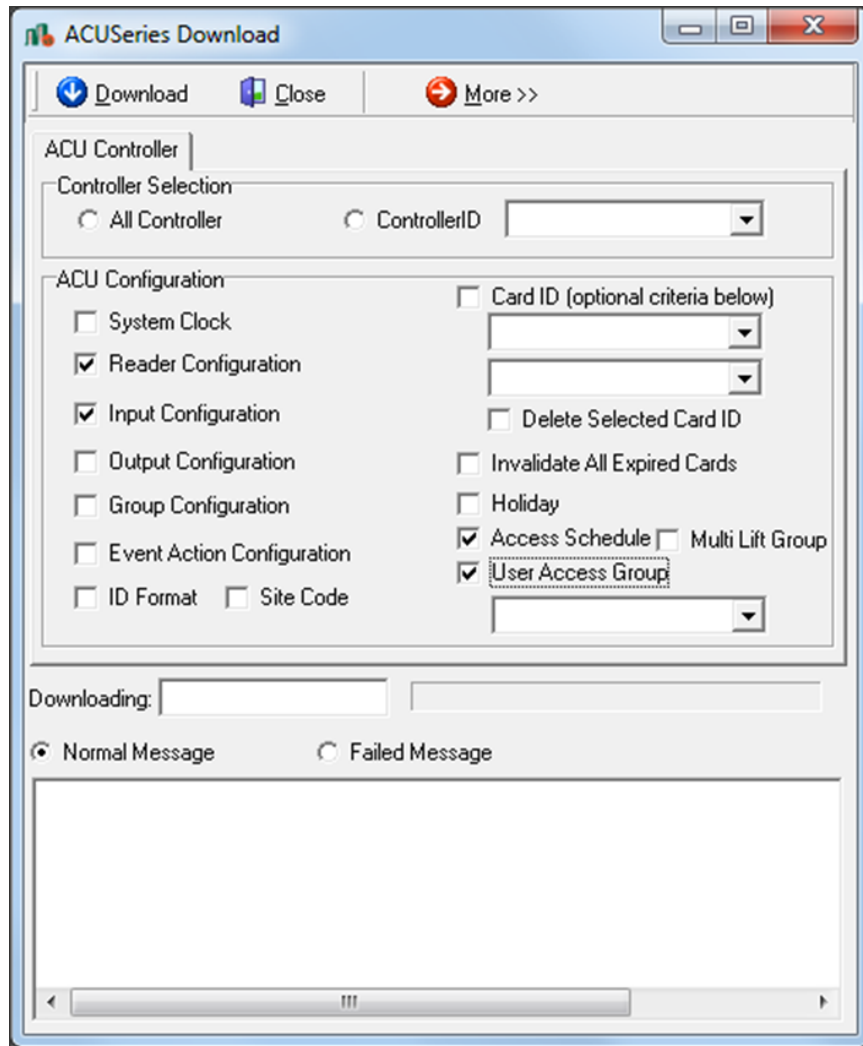 ACUSeries Download
Download Close More >>
ACU Controller
Controller Selection
All Controller ControllerID
ACU Configuration
Card ID (optional criteria below)
System Clock
Reader Configuration
Input Configuration
Delete Selected Card ID
Output Configuration
Invalidate All Expired Cards
Group Configuration
Holiday
Access Schedule Multi Lift Group
Event Action Configuration
User Access Group
ID Format Site Code
Downloading:
Normal Message Failed Message